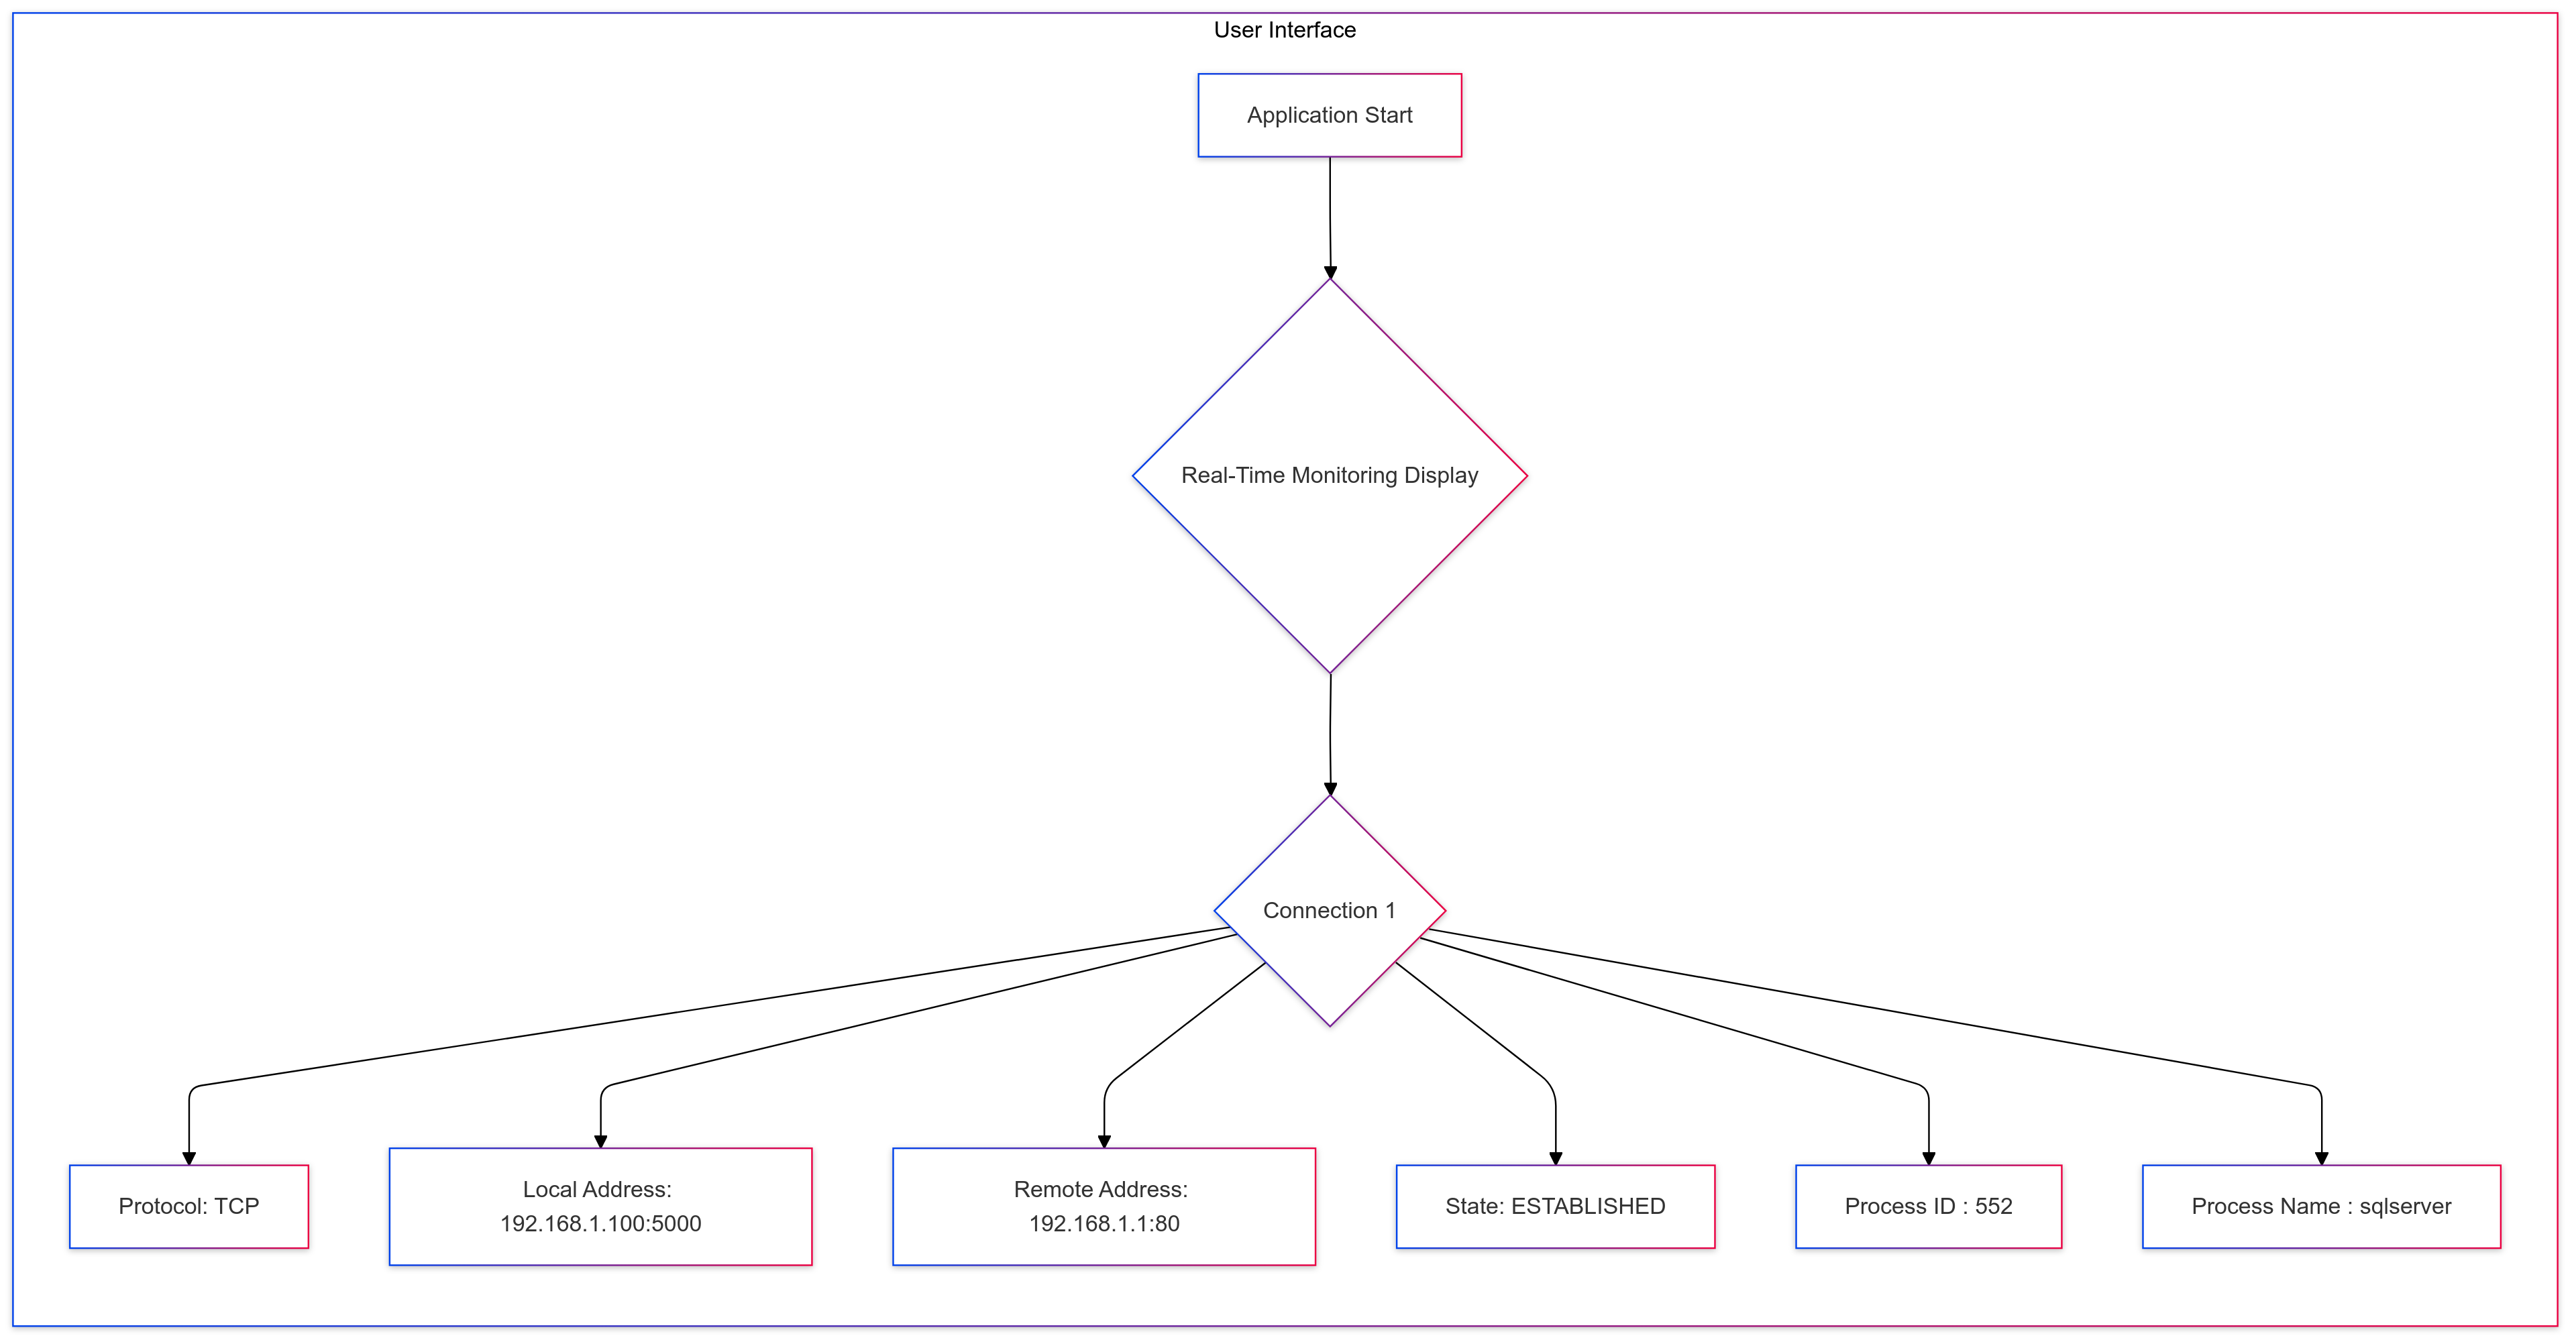 User Interface
Application Start
Real-Time Monitoring Display
Connection 1
Protocol: TCP
Local Address:
192.168.1.100:5000
Remote Address:
192.168.1.1:80
State: ESTABLISHED
Process ID : 552
Process Name : sqlserver